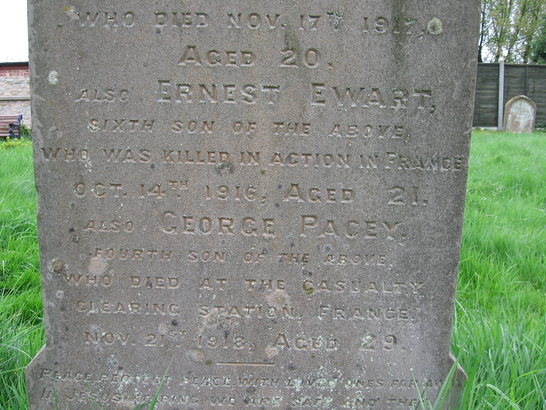 WHO DIED NOV. 17TH 1917,
AGED 20.
ALSO ERNEST EWART,
SIXTH SON OF THE ABOVE,
WHO WAS KILLED IN ACTION IN FRANCE
OCT. 14TH 1916, AGED 21.
ALSO GEORGE PACEY,
FOURTH SON OF THE ABOVE,
WHO DIED AT THE CASUALTY
CLEARING STATION, FRANCE,
NOV. 21ST 1918, AGED 29.
PEACE PERFECT PEACE WITH LOVED ONES FAR AWAY
IN JESUS KEEPING WE ARE SAFE AND THEY